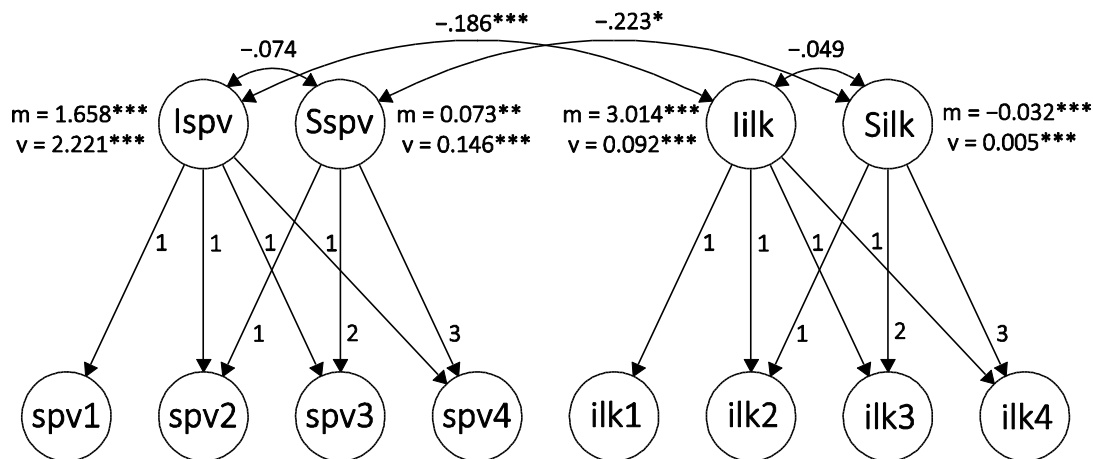 −.186***
−.223*
−.074
−.049
m = 1.658***
v = 2.221***
Ispv
Sspv
m = 0.073**
v = 0.146***
m = 3.014***
v = 0.092***
Iilk
Silk
m = −0.032***
v = 0.005***
1
1
1
1
1
1
1
1
1
2
3
1
2
3
spv1
spv2
spv3
spv4
ilk1
ilk2
ilk3
ilk4